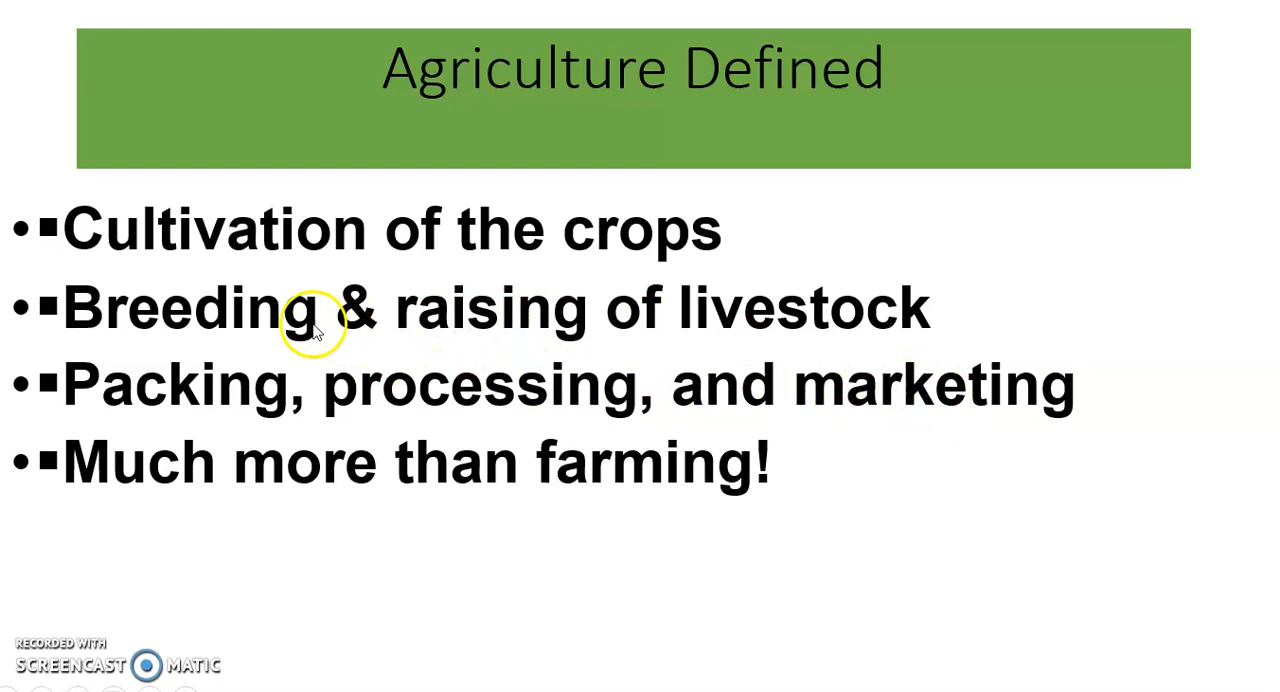 Agriculture Defined
•▪Cultivation of the crops
•▪Breeding & raising of livestock
•▪Packing, processing, and marketing
•▪Much more than farming!
RECORDED WITH
SCREENCAST MATIC